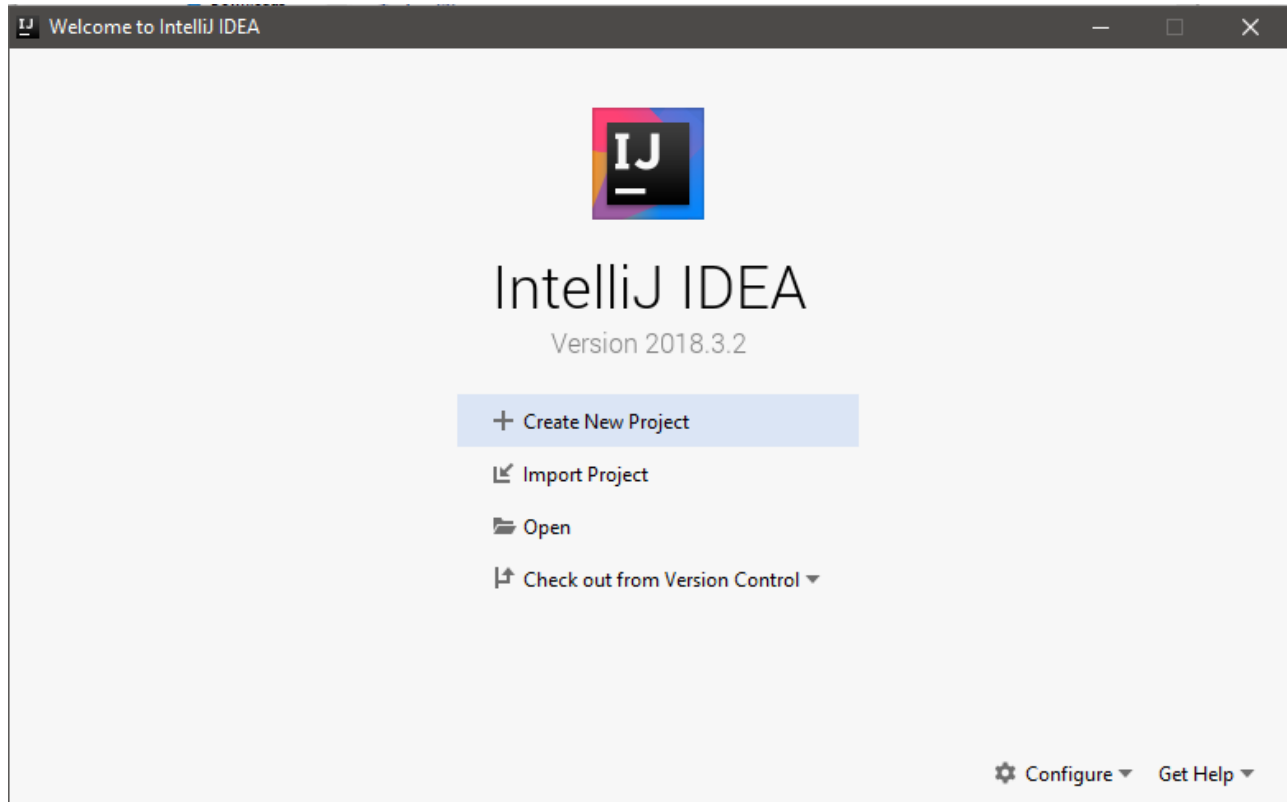 Welcome to IntelliJ IDEA
IJ
IntelliJ IDEA
Version 2018.3.2
Create New Project
Import Project
Open
Check out from Version Control
Configure
Get Help